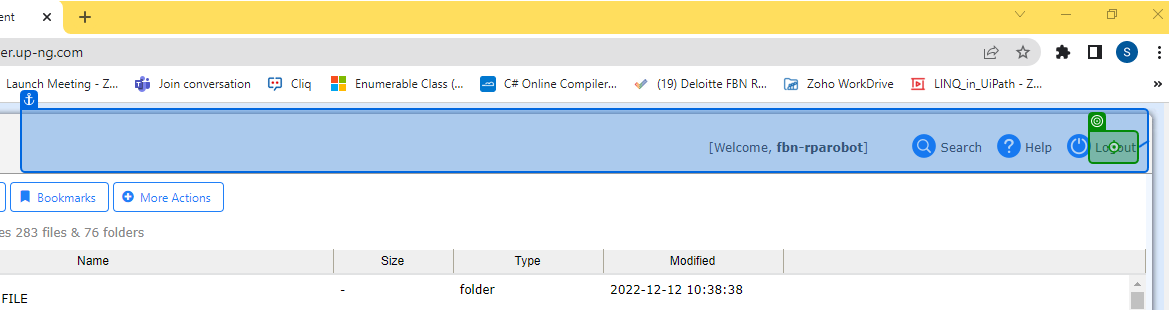 ent
er.up-ng.com
S
Launch Meeting - Z... Join conversation Cliq Enumerable Class (... C# Online Compiler... (19) Deloitte FBN R... Zoho WorkDrive LINQ_in_UiPath - Z...
[Welcome, fbn-rparobot] Search Help Logout
Bookmarks More Actions
es 283 files & 76 folders
Name Size Type Modified
FILE - folder 2022-12-12 10:38:38